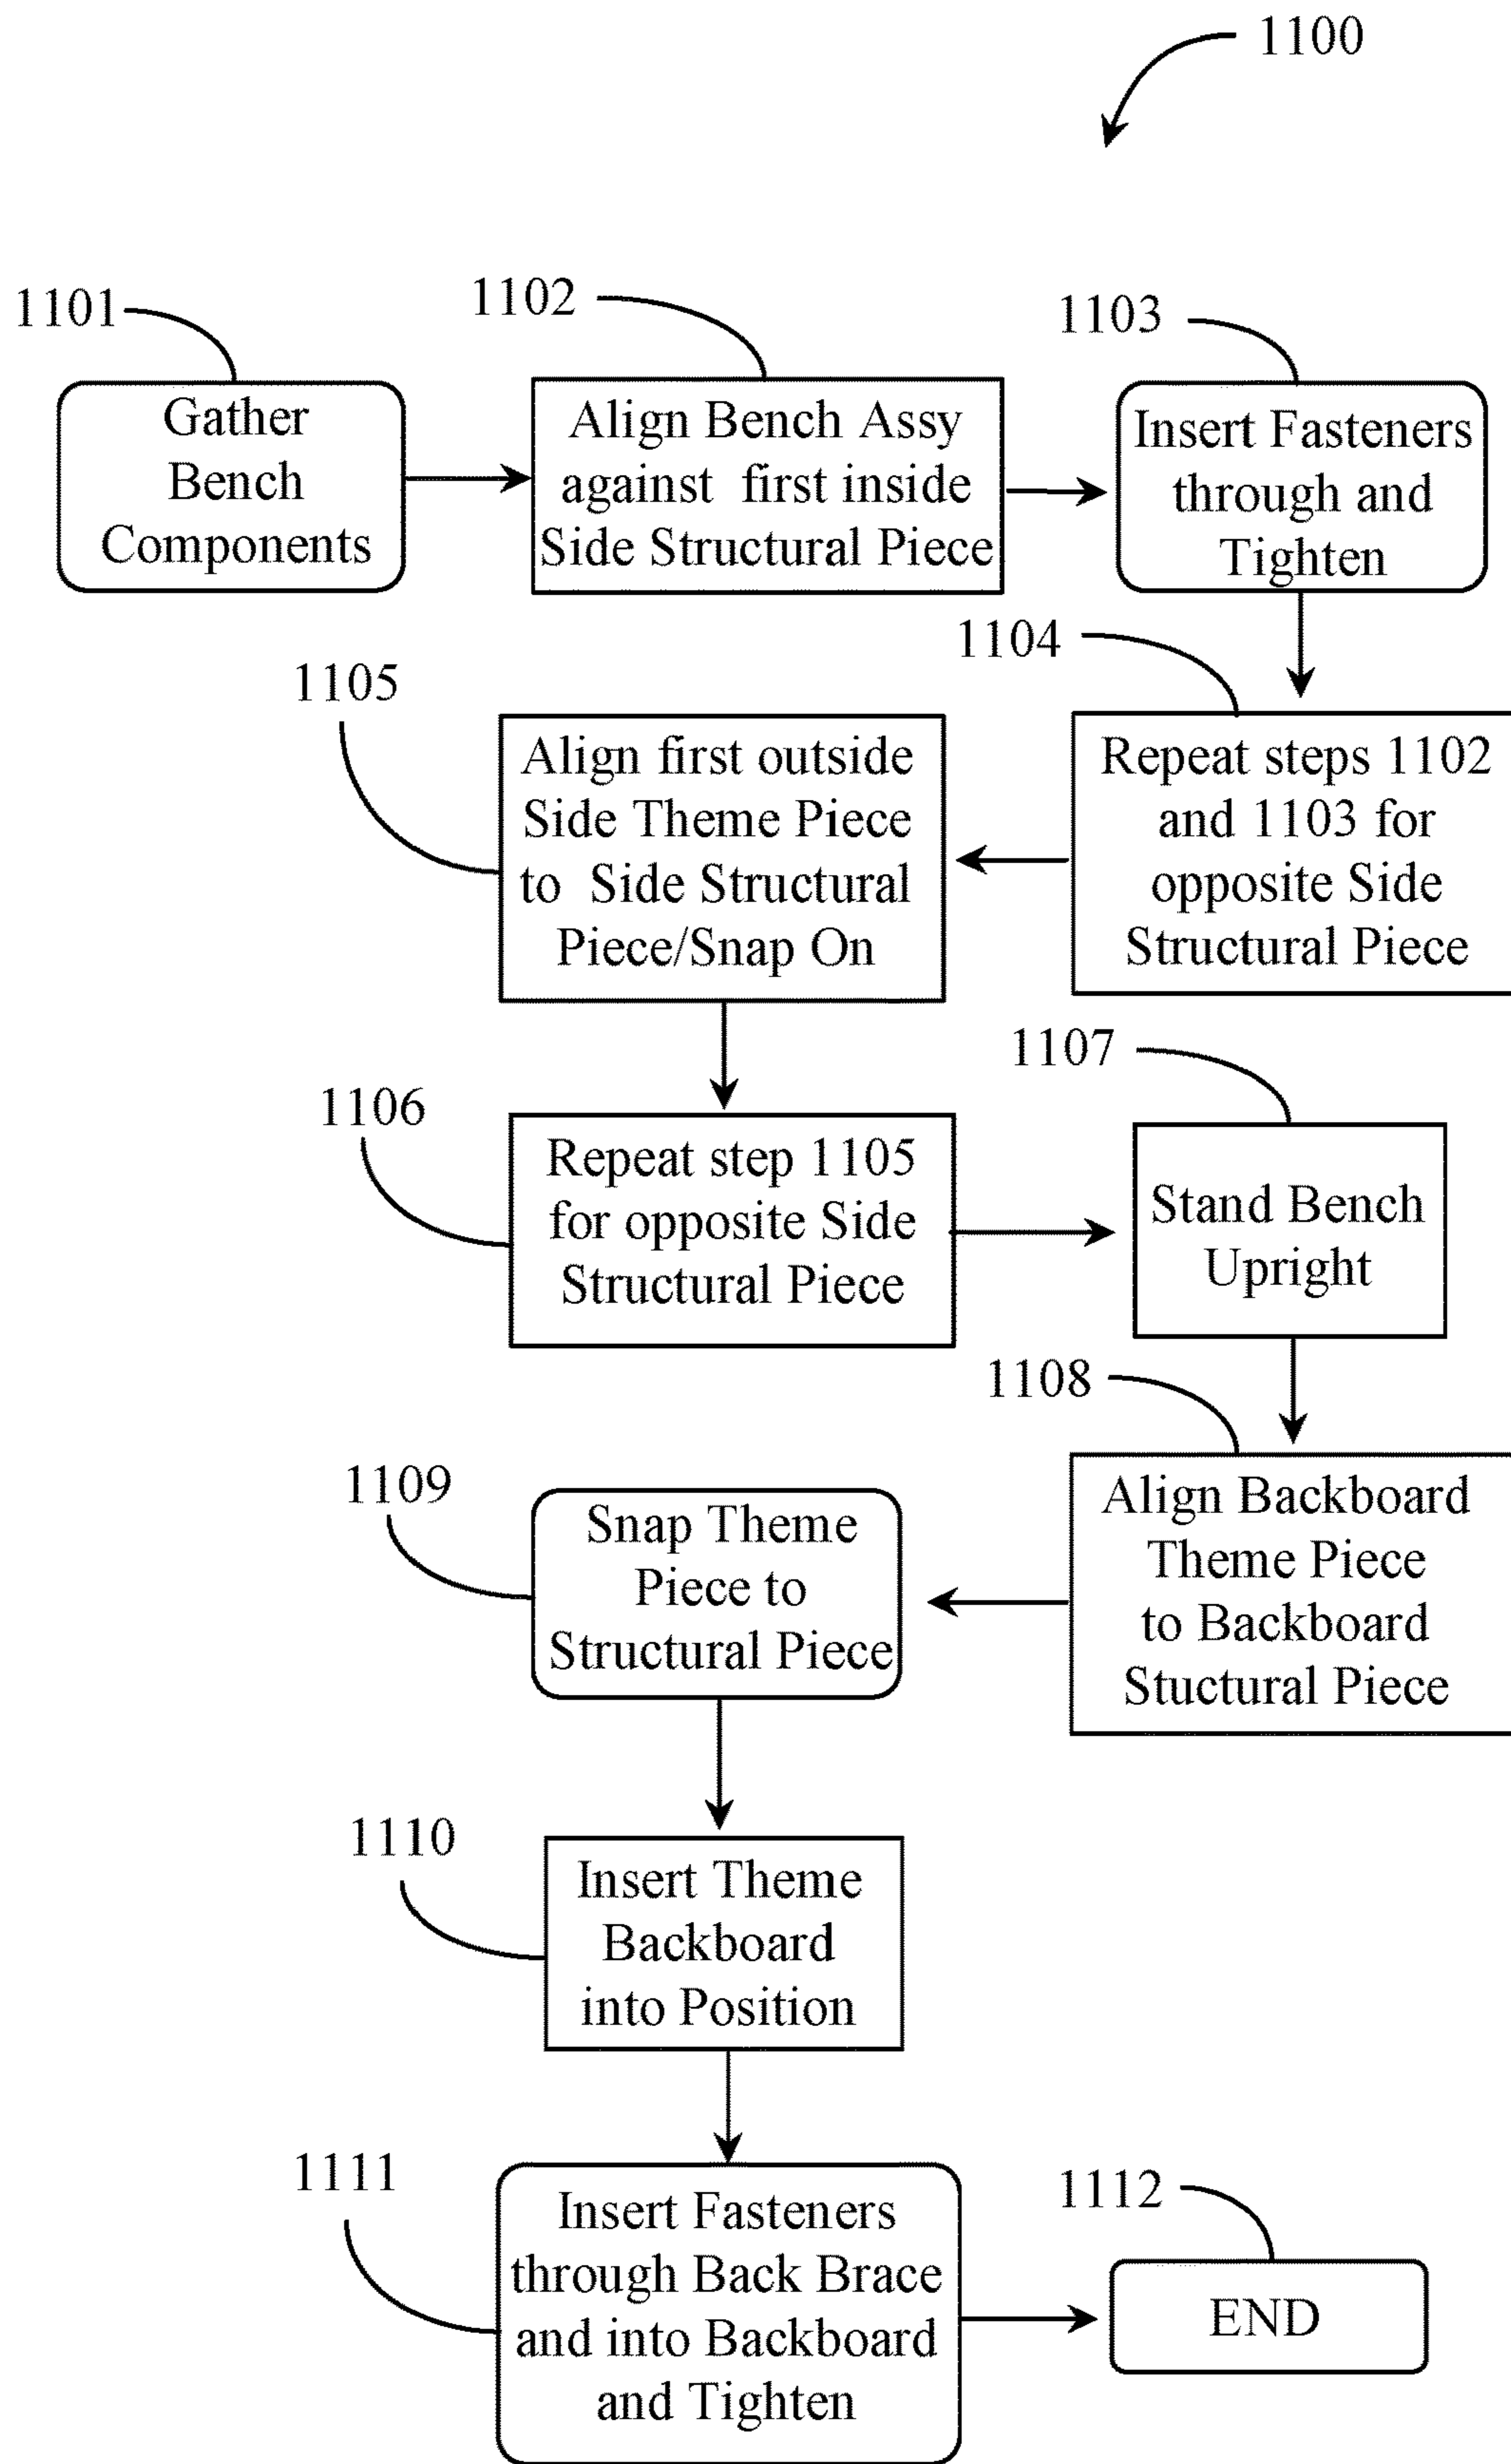 1100
1101
Gather
Bench
Components
1102
Align Bench Assy
against first inside
Side Structural Piece
1103
Insert Fasteners
through and
Tighten
1104
Repeat steps 1102
and 1103 for
opposite Side
Structural Piece
1105
Align first outside
Side Theme Piece
to Side Structural
Piece/Snap On
1106
Repeat step 1105
for opposite Side
Structural Piece
1107
Stand Bench
Upright
1108
Align Backboard
Theme Piece
to Backboard
Stuctural Piece
1109
Snap Theme
Piece to
Structural Piece
1110
Insert Theme
Backboard
into Position
1111
Insert Fasteners
through Back Brace
and into Backboard
and Tighten
1112
END